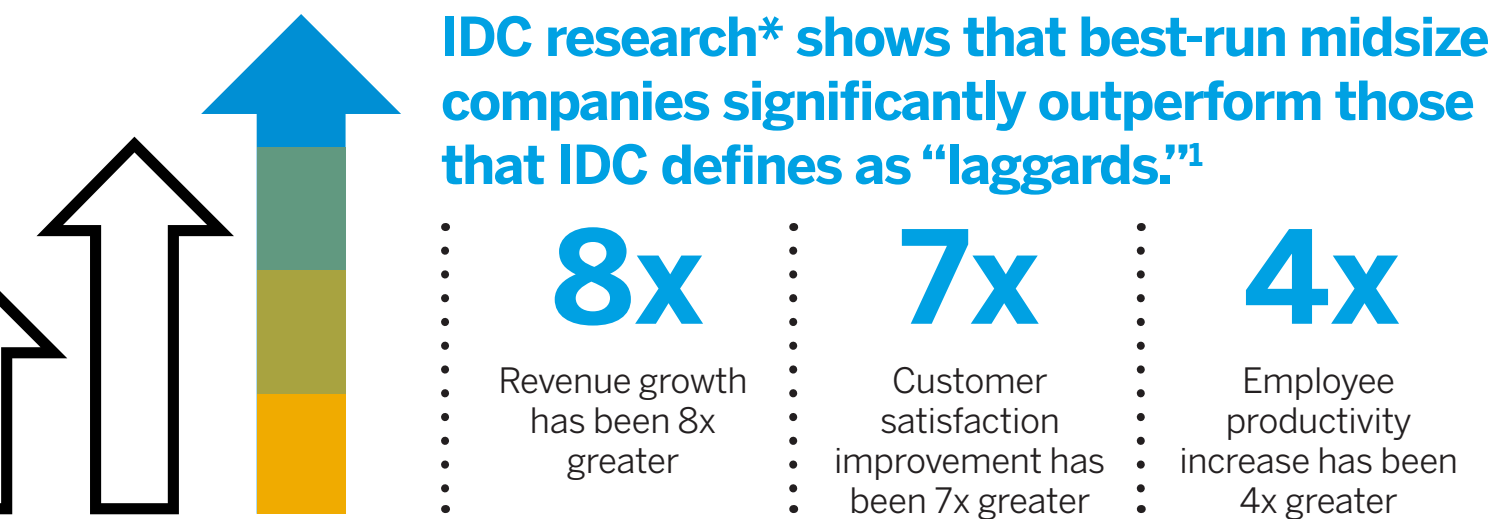 IDC research* shows that best-run midsize
companies significantly outperform those
that IDC defines as “laggards.”1
8x
Revenue growth
has been 8x
greater
7x
Customer
satisfaction
improvement has
been 7x greater
4x
Employee
productivity
increase has been
4x greater